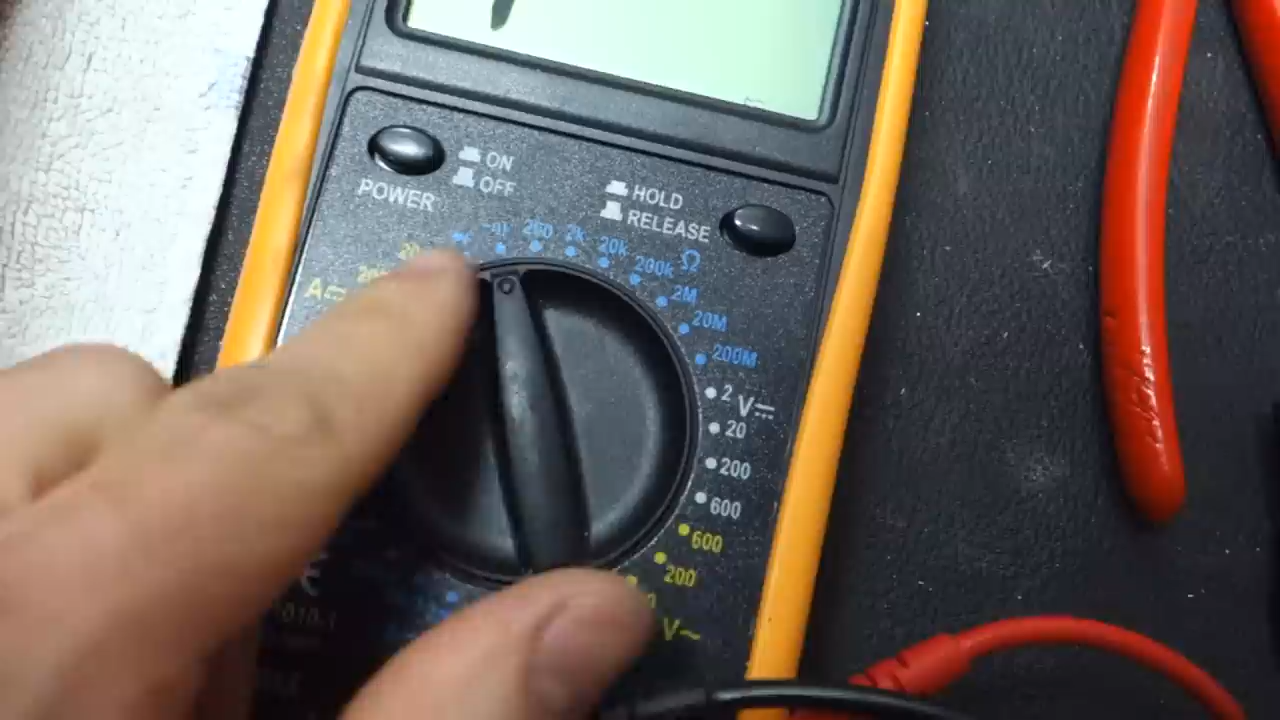 ON
OFF
POWER
HOLD
RELEASE
200
2k
20k
200k
Ω
2M
20M
200M
2
V⎓
20
200
600
600
200
V~
A